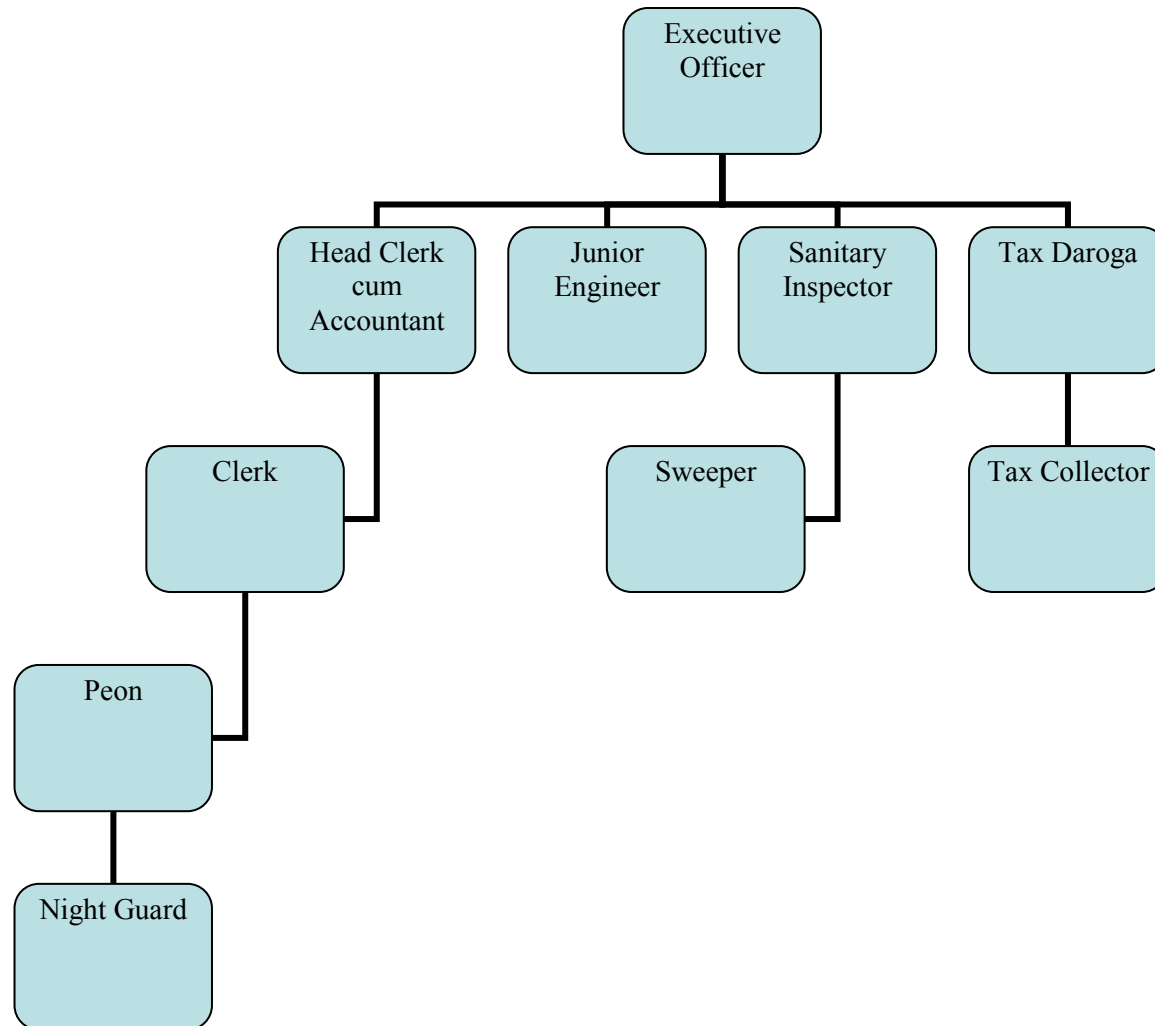 Executive
Officer
Head Clerk
cum
Accountant
Junior
Engineer
Sanitary
Inspector
Tax Daroga
Clerk
Sweeper
Tax Collector
Peon
Night Guard